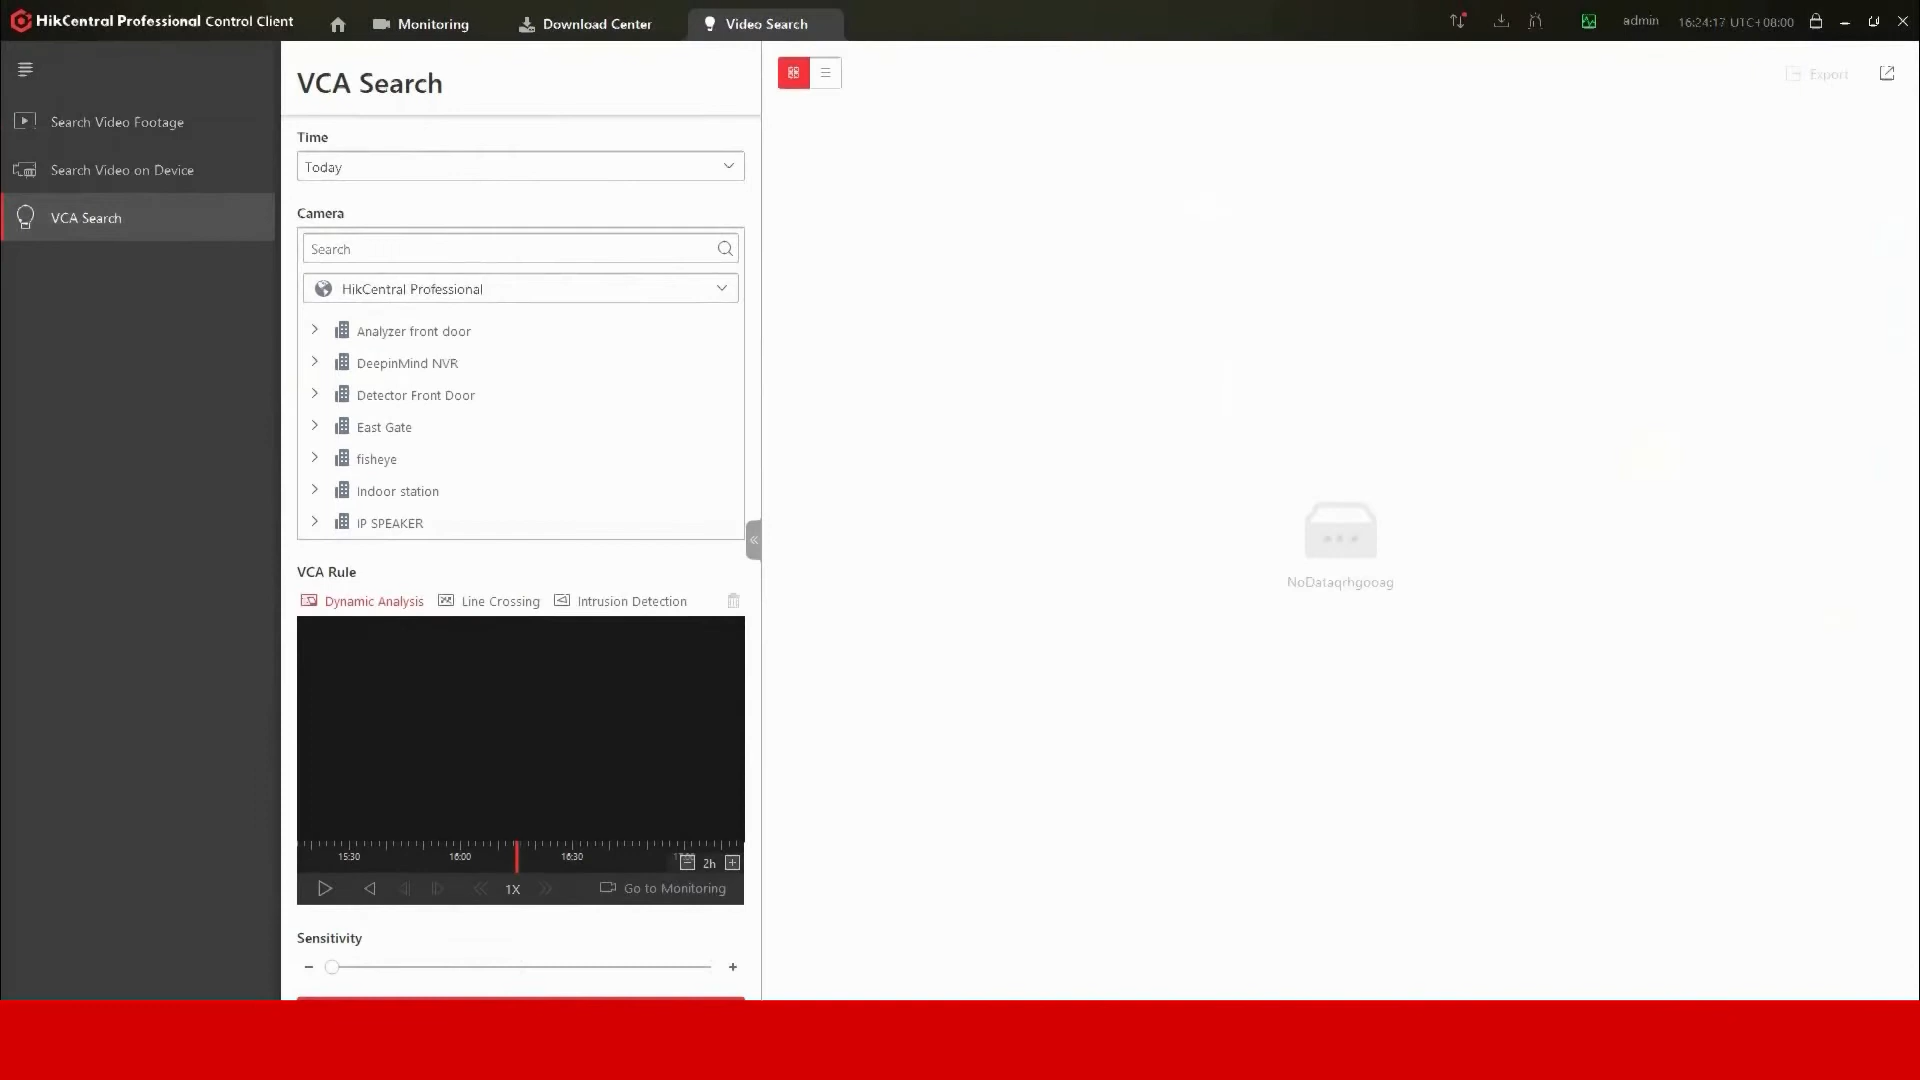 HikCentral Professional Control Client
Monitoring
Download Center
Video Search
admin
16:24:17 UTC+08:00
Search Video Footage
Search Video on Device
VCA Search
VCA Search
Time
Today
Camera
Search
HikCentral Professional
Analyzer front door
DeepinMind NVR
Detector Front Door
East Gate
fisheye
Indoor station
IP SPEAKER
VCA Rule
Dynamic Analysis
Line Crossing
Intrusion Detection
15:30
16:00
16:30
2h
1X
Go to Monitoring
Sensitivity
Export
NoDataqrhgooag